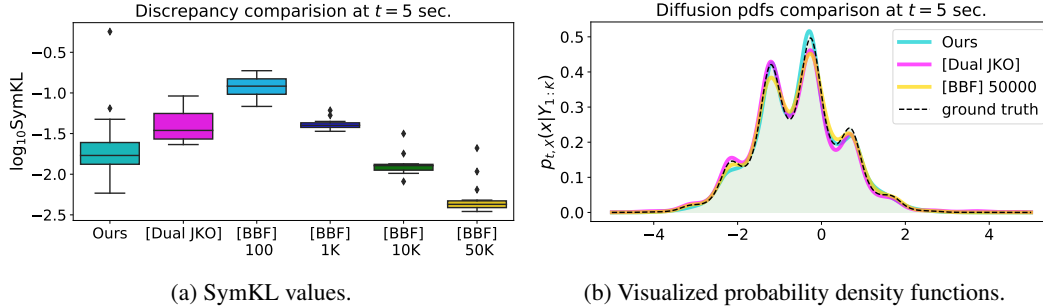 Discrepancy comparision at t = 5 sec.
log₁₀SymKL
−0.5
−1.0
−1.5
−2.0
−2.5
Ours
[Dual JKO]
[BBF] 100
[BBF] 1K
[BBF] 10K
[BBF] 50K
(a) SymKL values.
Diffusion pdfs comparison at t = 5 sec.
p_{t,X}(x|Y_{1:K})
0.5
0.4
0.3
0.2
0.1
0.0
−4
−2
0
2
4
Ours
[Dual JKO]
[BBF] 50000
ground truth
(b) Visualized probability density functions.